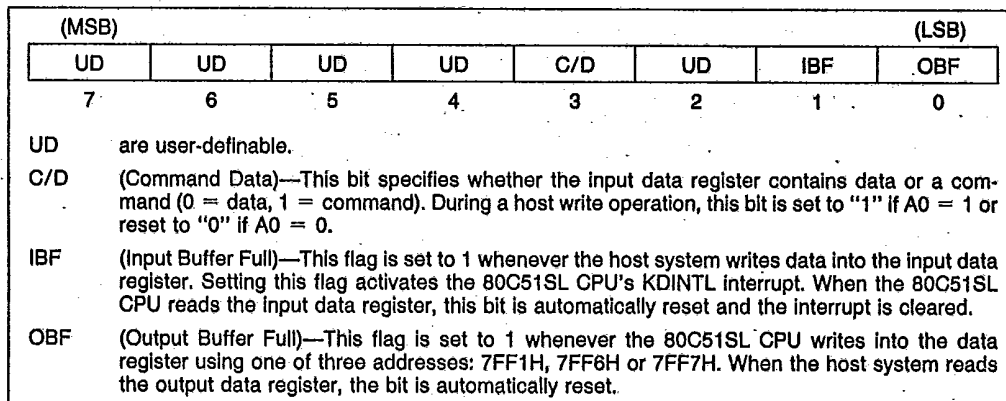 (MSB) (LSB)
UD UD UD UD C/D UD IBF OBF
7 6 5 4 3 2 1 0
UD are user-definable.
C/D (Command Data)—This bit specifies whether the input data register contains data or a com-
mand (0 = data, 1 = command). During a host write operation, this bit is set to "1" if A0 = 1 or
reset to "0" if A0 = 0.
IBF (Input Buffer Full)—This flag is set to 1 whenever the host system writes data into the input data
register. Setting this flag activates the 80C51SL CPU's KDINTL interrupt. When the 80C51SL
CPU reads the input data register, this bit is automatically reset and the interrupt is cleared.
OBF (Output Buffer Full)—This flag is set to 1 whenever the 80C51SL CPU writes into the data
register using one of three addresses: 7FF1H, 7FF6H or 7FF7H. When the host system reads
the output data register, the bit is automatically reset.